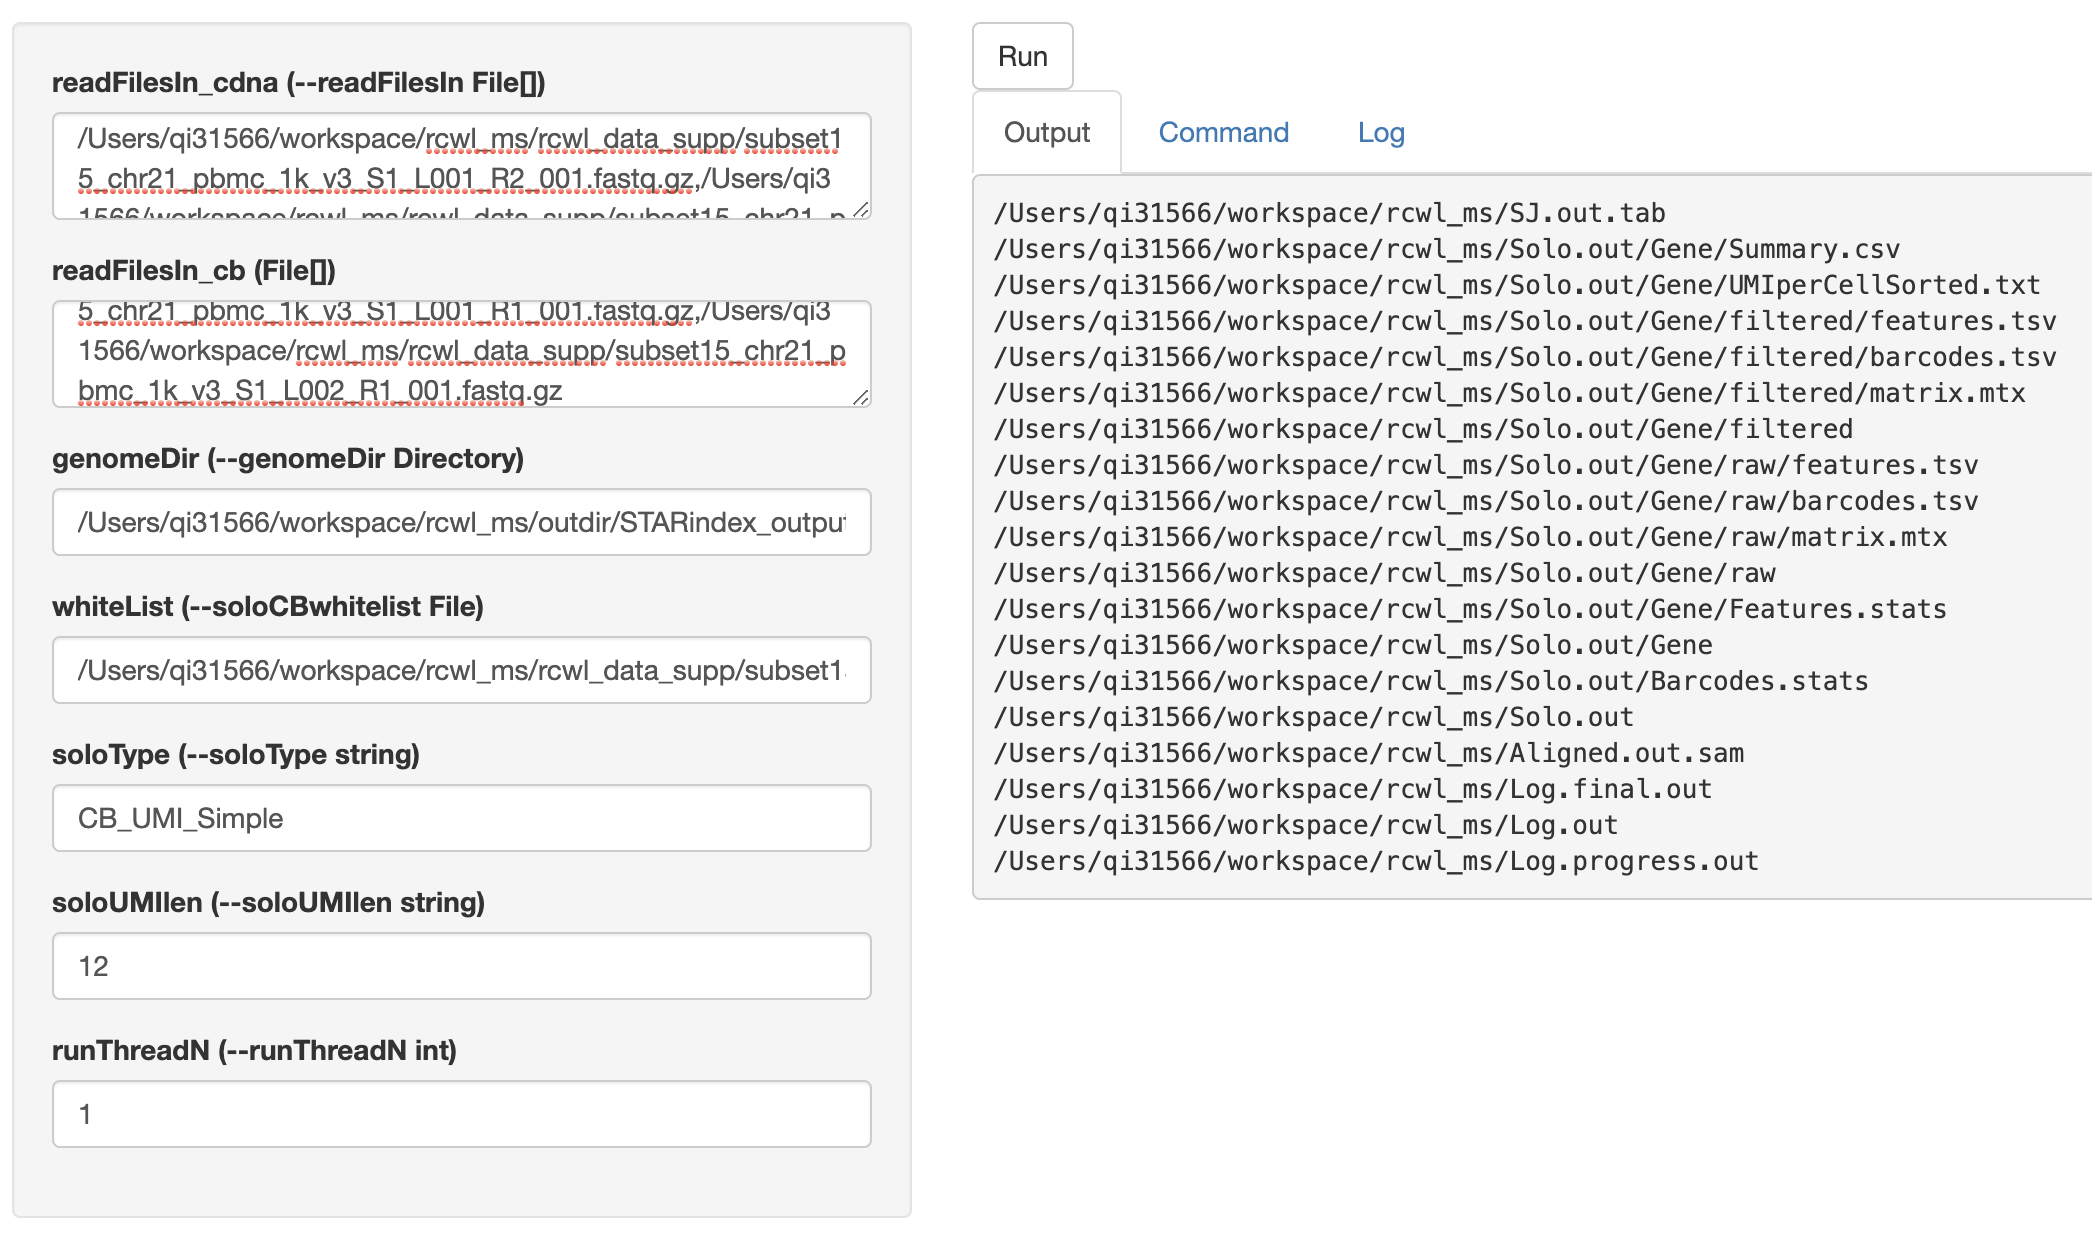 readFilesIn_cdna (--readFilesIn File[])
/Users/qi31566/workspace/rcwl_ms/rcwl_data_supp/subset1
5_chr21_pbmc_1k_v3_S1_L001_R2_001.fastq.gz,/Users/qi3
1566/workspace/rcwl_ms/rcwl_data_supp/subset15_chr21_p
readFilesIn_cb (File[])
5_chr21_pbmc_1k_v3_S1_L001_R1_001.fastq.gz,/Users/qi3
1566/workspace/rcwl_ms/rcwl_data_supp/subset15_chr21_p
bmc_1k_v3_S1_L002_R1_001.fastq.gz
genomeDir (--genomeDir Directory)
/Users/qi31566/workspace/rcwl_ms/outdir/STARindex_output
whiteList (--soloCBwhitelist File)
/Users/qi31566/workspace/rcwl_ms/rcwl_data_supp/subset1
soloType (--soloType string)
CB_UMI_Simple
soloUMIlen (--soloUMIlen string)
12
runThreadN (--runThreadN int)
1
Run
Output Command Log
/Users/qi31566/workspace/rcwl_ms/SJ.out.tab
/Users/qi31566/workspace/rcwl_ms/Solo.out/Gene/Summary.csv
/Users/qi31566/workspace/rcwl_ms/Solo.out/Gene/UMIperCellSorted.txt
/Users/qi31566/workspace/rcwl_ms/Solo.out/Gene/filtered/features.tsv
/Users/qi31566/workspace/rcwl_ms/Solo.out/Gene/filtered/barcodes.tsv
/Users/qi31566/workspace/rcwl_ms/Solo.out/Gene/filtered/matrix.mtx
/Users/qi31566/workspace/rcwl_ms/Solo.out/Gene/filtered
/Users/qi31566/workspace/rcwl_ms/Solo.out/Gene/raw/features.tsv
/Users/qi31566/workspace/rcwl_ms/Solo.out/Gene/raw/barcodes.tsv
/Users/qi31566/workspace/rcwl_ms/Solo.out/Gene/raw/matrix.mtx
/Users/qi31566/workspace/rcwl_ms/Solo.out/Gene/raw
/Users/qi31566/workspace/rcwl_ms/Solo.out/Gene/Features.stats
/Users/qi31566/workspace/rcwl_ms/Solo.out/Gene
/Users/qi31566/workspace/rcwl_ms/Solo.out/Barcodes.stats
/Users/qi31566/workspace/rcwl_ms/Solo.out
/Users/qi31566/workspace/rcwl_ms/Aligned.out.sam
/Users/qi31566/workspace/rcwl_ms/Log.final.out
/Users/qi31566/workspace/rcwl_ms/Log.out
/Users/qi31566/workspace/rcwl_ms/Log.progress.out